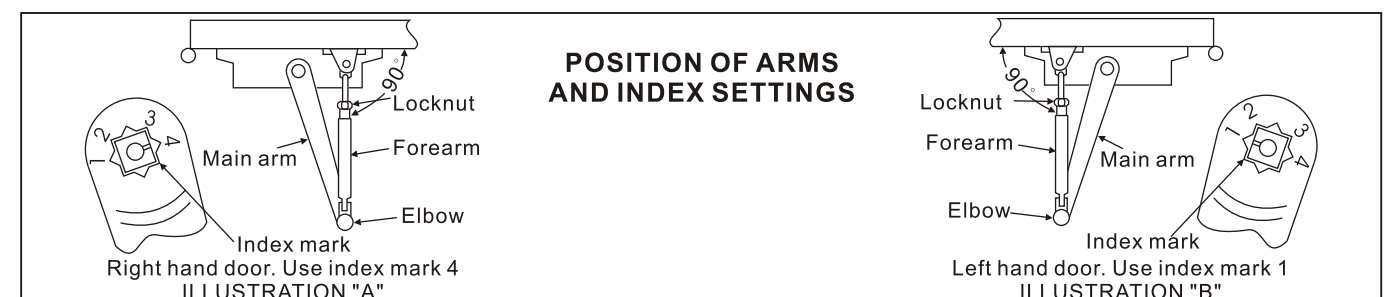 POSITION OF ARMS
AND INDEX SETTINGS
90°
Locknut
Forearm
Main arm
Elbow
1 2 3 4
Index mark
Right hand door. Use index mark 4
ILLUSTRATION "A"
90°
Locknut
Forearm
Main arm
Elbow
1 2 3 4
Index mark
Left hand door. Use index mark 1
ILLUSTRATION "B"